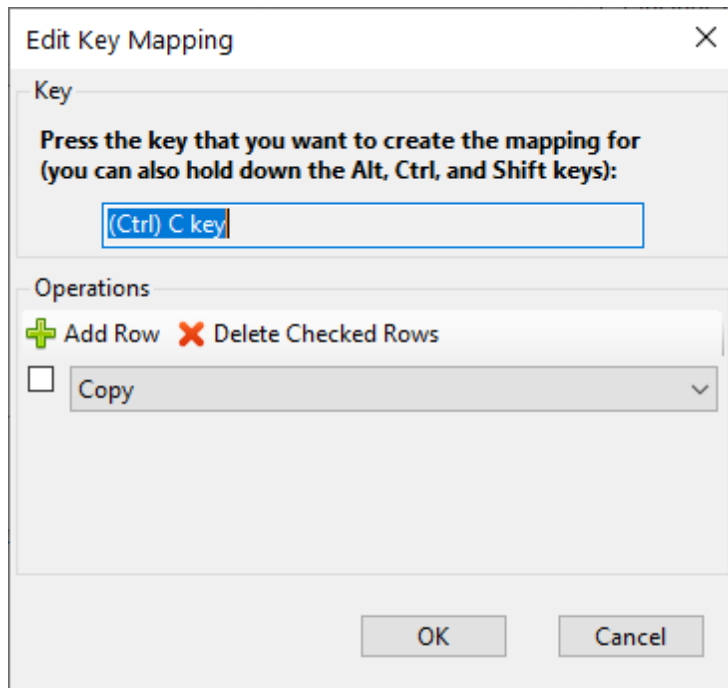 Edit Key Mapping
Key
Press the key that you want to create the mapping for
(you can also hold down the Alt, Ctrl, and Shift keys):
(Ctrl) C key
Operations
Add Row Delete Checked Rows
Copy
OK Cancel